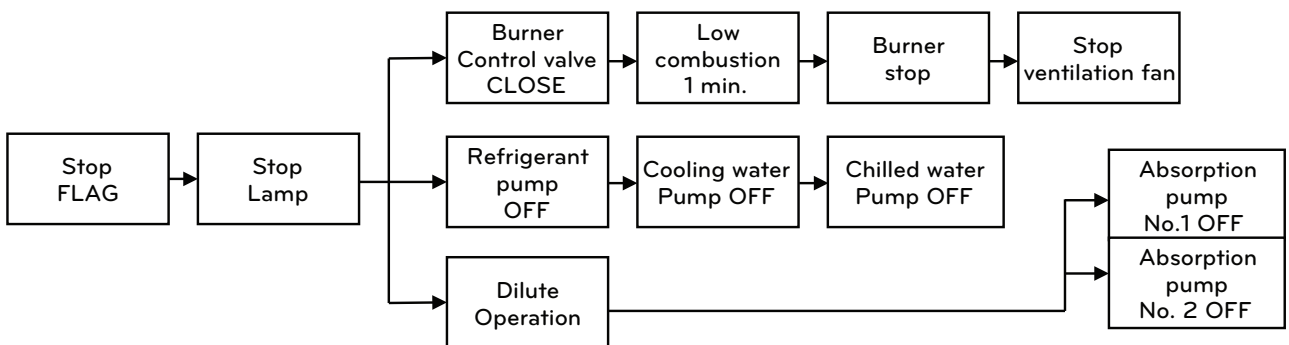 Burner
Control valve
CLOSE
Low
combustion
1 min.
Burner
stop
Stop
ventilation fan
Stop
FLAG
Stop
Lamp
Refrigerant
pump
OFF
Cooling water
Pump OFF
Chilled water
Pump OFF
Absorption
pump
No.1 OFF
Absorption
pump
No. 2 OFF
Dilute
Operation